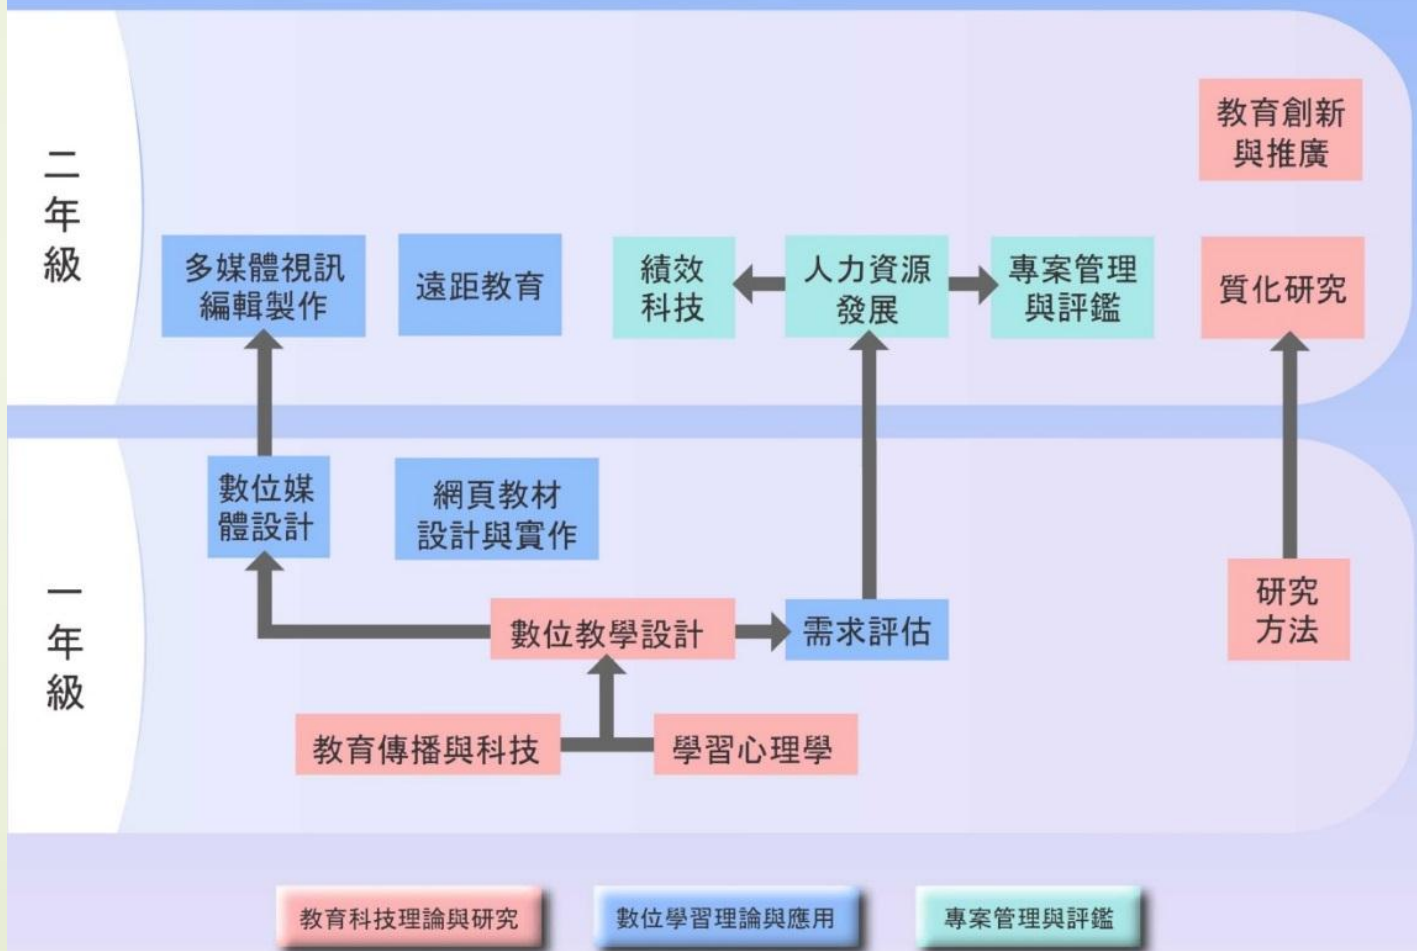 二年級
教育創新
與推廣
多媒體視訊
編輯製作
遠距教育
績效
科技
人力資源
發展
專案管理
與評鑑
質化研究
一年級
數位媒
體設計
網頁教材
設計與實作
數位教學設計
需求評估
研究
方法
教育傳播與科技
學習心理學
教育科技理論與研究
數位學習理論與應用
專案管理與評鑑